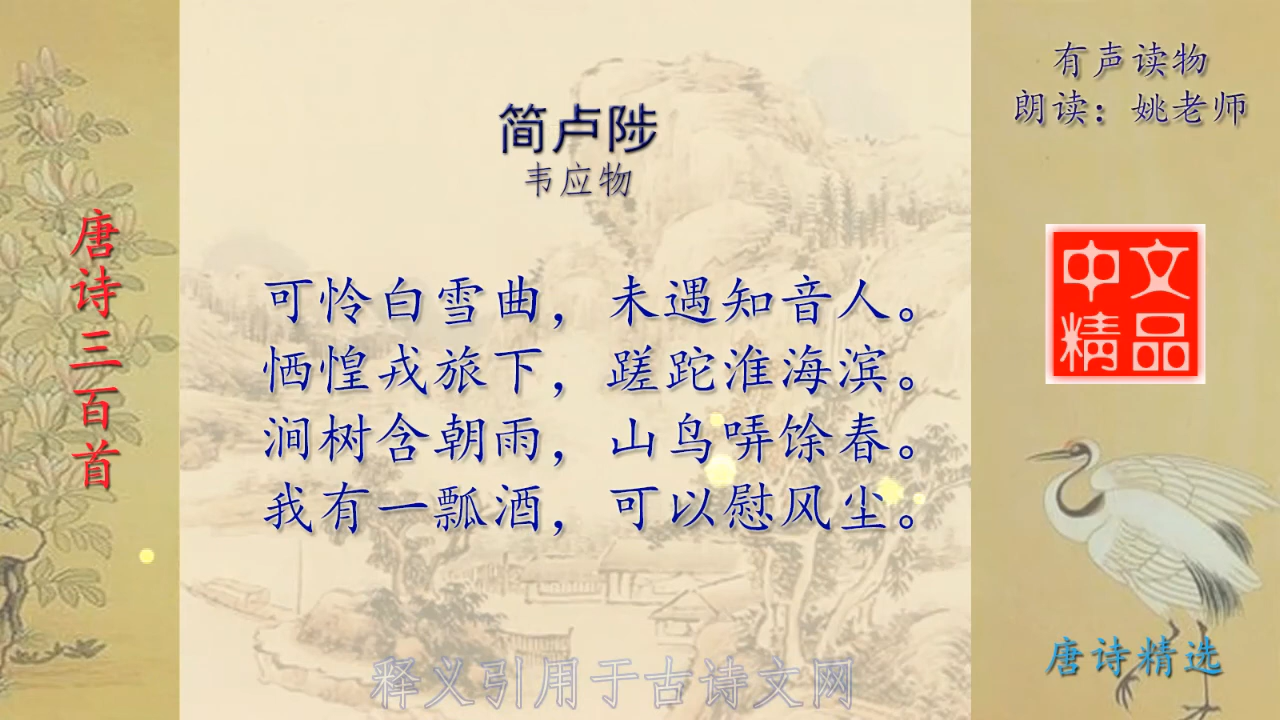 简卢陟
韦应物
可怜白雪曲，未遇知音人。
恓惶戎旅下，蹉跎淮海滨。
涧树含朝雨，山鸟哢馀春。
我有一瓢酒，可以慰风尘。
释义引用于古诗文网
唐诗三百首
有声读物
朗读：姚老师
中文
精品
唐诗精选